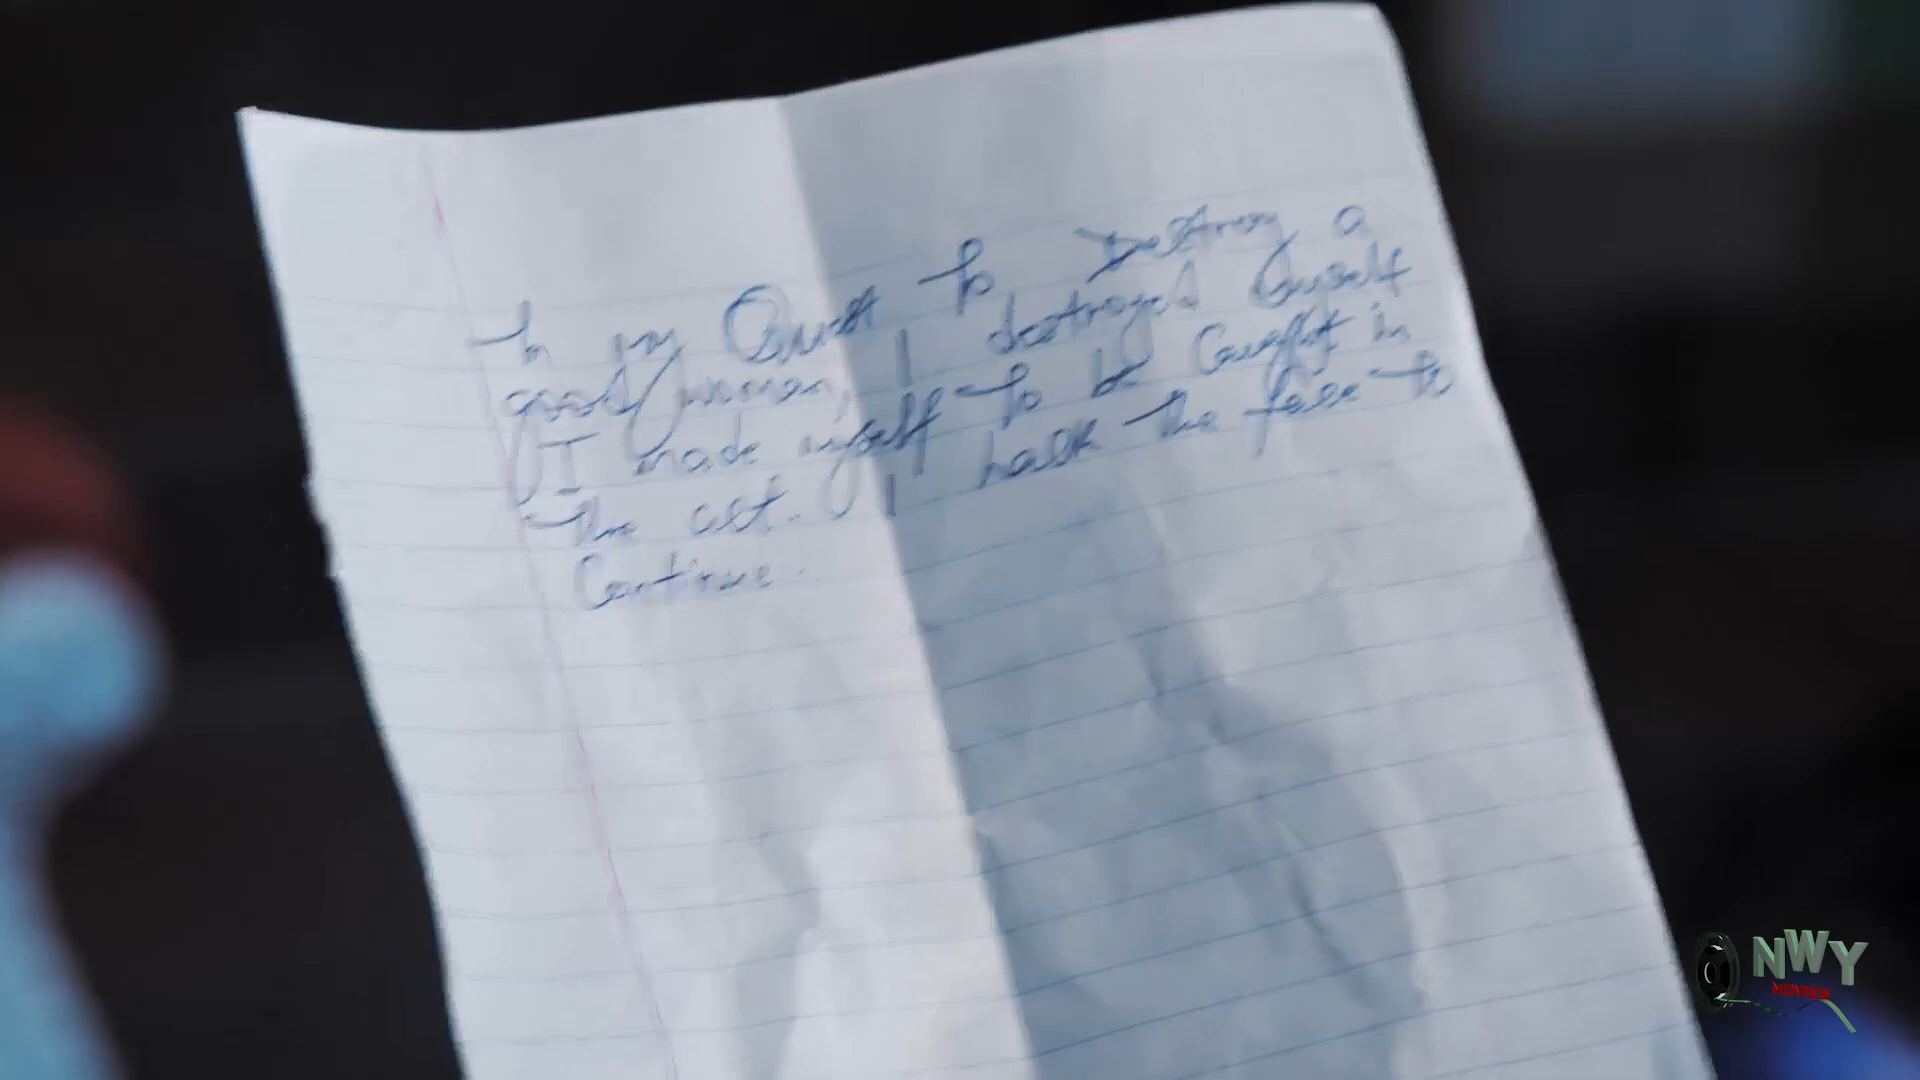 In my Quest to Destroy a
good woman, I destroyed myself
I made myself to be caught in
the act. I the face to
Continue.
NWY
MOVIES